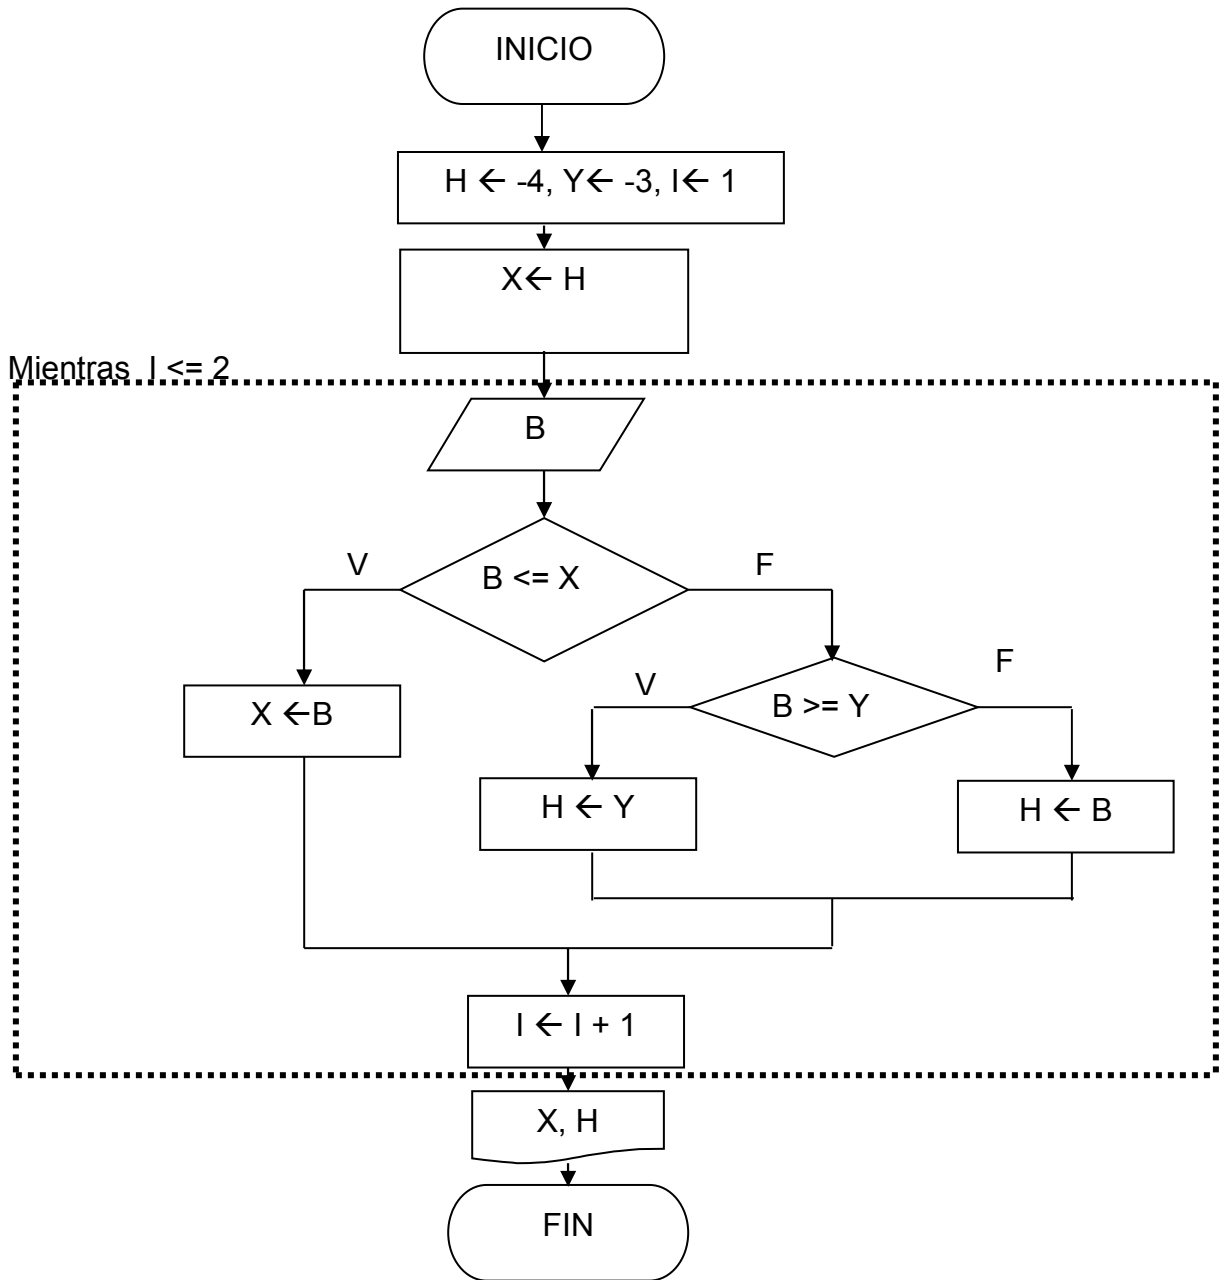 INICIO
H ← -4, Y← -3, I← 1
X← H
Mientras I <= 2
B
V
B <= X
F
X ←B
V
B >= Y
F
H ← Y
H ← B
I ← I + 1
X, H
FIN